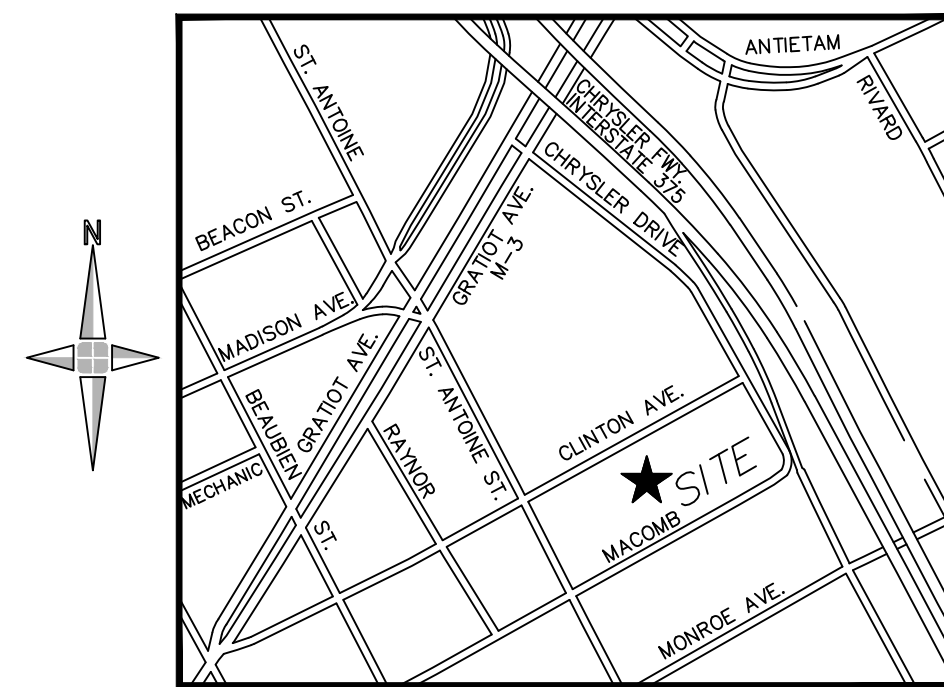 ANTIETAM
ST. ANTOINE
CHRYSLER FWY
INTERSTATE 375
RIVARD
CHRYSLER DRIVE
BEACON ST.
N
GRATIOT AVE.
M-3
MADISON AVE.
GRATIOT AVE.
ST. ANTOINE ST.
BEAUBIEN
ST.
CLINTON AVE.
RAYNOR
MECHANIC
SITE
MACOMB
MONROE AVE.